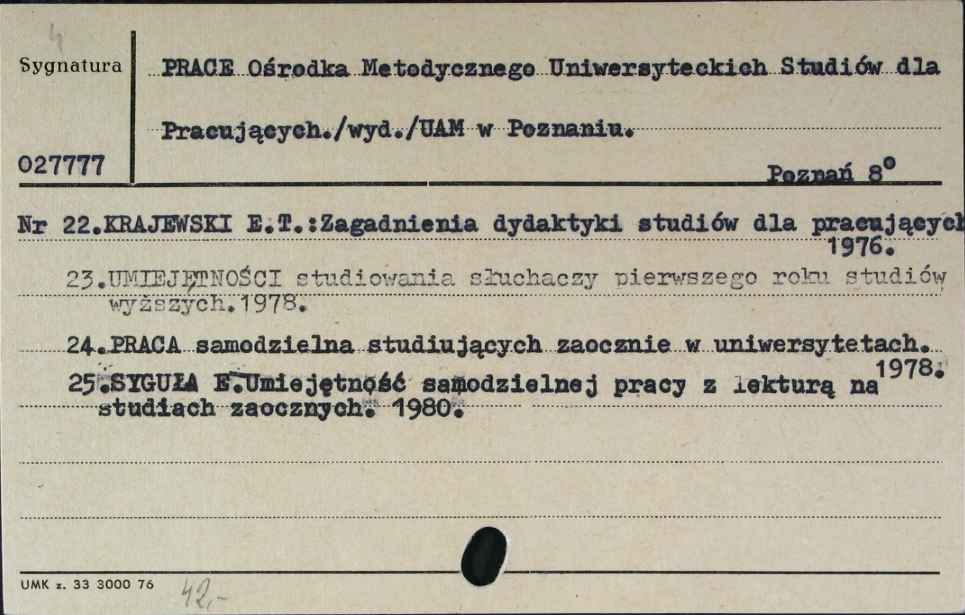 4
Sygnatura
PRACE Ośrodka Metodycznego Uniwersyteckich Studiów dla
Pracujących./wyd./UAM w Poznaniu.
027777
Poznań 8°
Nr 22.KRAJEWSKI E.T.:Zagadnienia dydaktyki studiów dla pracujących
1976.
23.UMIEJĘTNOŚCI studiowania słuchaczy pierwszego roku studiów
wyższych.1978.
24.PRACA samodzielna studiujących zaocznie w uniwersytetach.
1978.
25.SYGUŁA E.Umiejętność samodzielnej pracy z lekturą na
studiach zaocznych. 1980.
UMK z. 33 3000 76
42,-